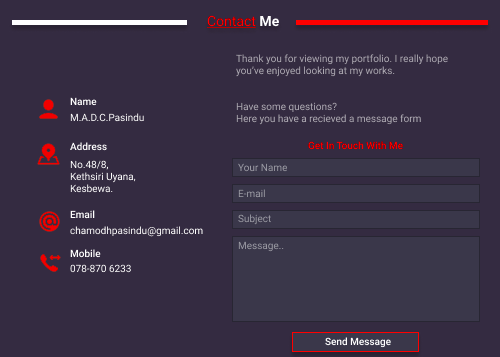 Contact Me
Thank you for viewing my portfolio. I really hope
you've enjoyed looking at my works.
Have some questions?
Here you have a recieved a message form
Name
M.A.D.C.Pasindu
Address
No.48/8,
Kethsiri Uyana,
Kesbewa.
Email
chamodhpasindu@gmail.com
Mobile
078-870 6233
Get In Touch With Me
Your Name
E-mail
Subject
Message..
Send Message